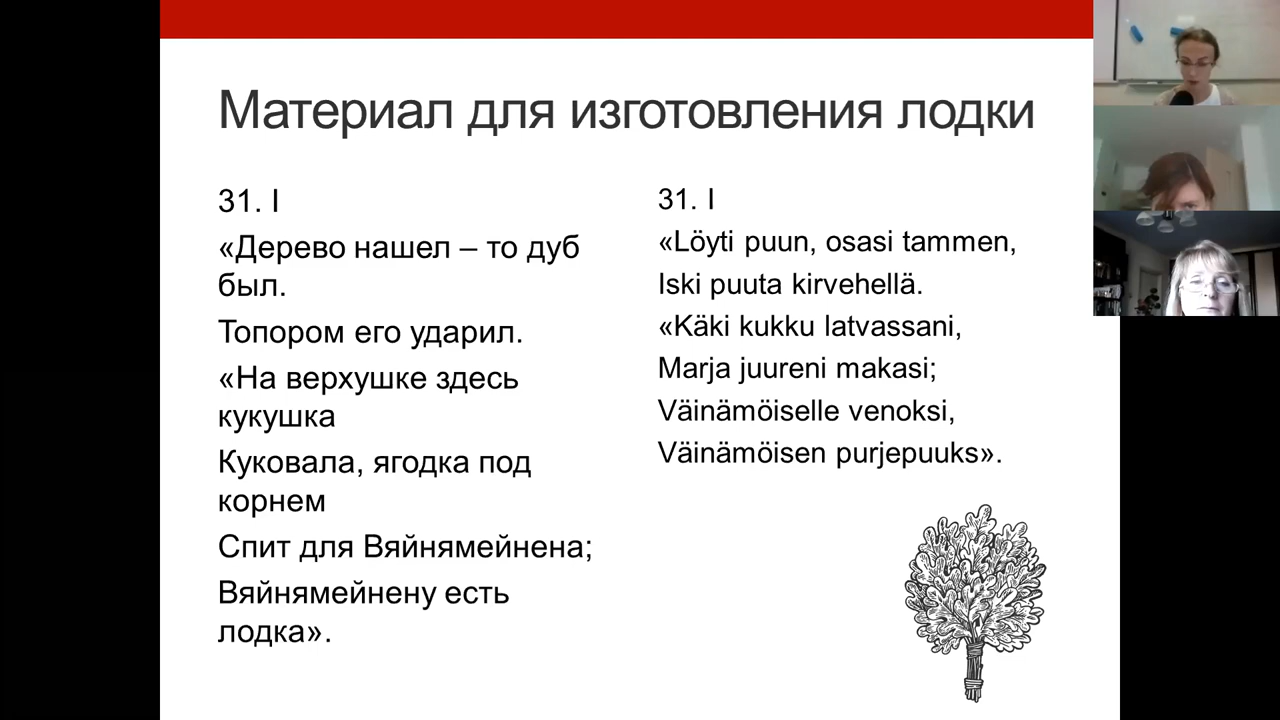 Материал для изготовления лодки
31. I
«Дерево нашел – то дуб
был.
Топором его ударил.
«На верхушке здесь
кукушка
Куковала, ягодка под
корнем
Спит для Вяйнямейнена;
Вяйнямейнену есть
лодка».
31. I
«Löyti puun, osasi tammen,
Iski puuta kirvehellä.
«Käki kukku latvassani,
Marja juureni makasi;
Väinämöiselle venoksi,
Väinämöisen purjepuuks».